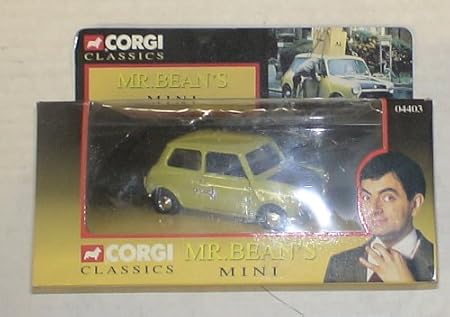 CORGI
CLASSICS
MR. BEAN'S
MINI
04403
CORGI
CLASSICS
MR. BEAN'S
MINI